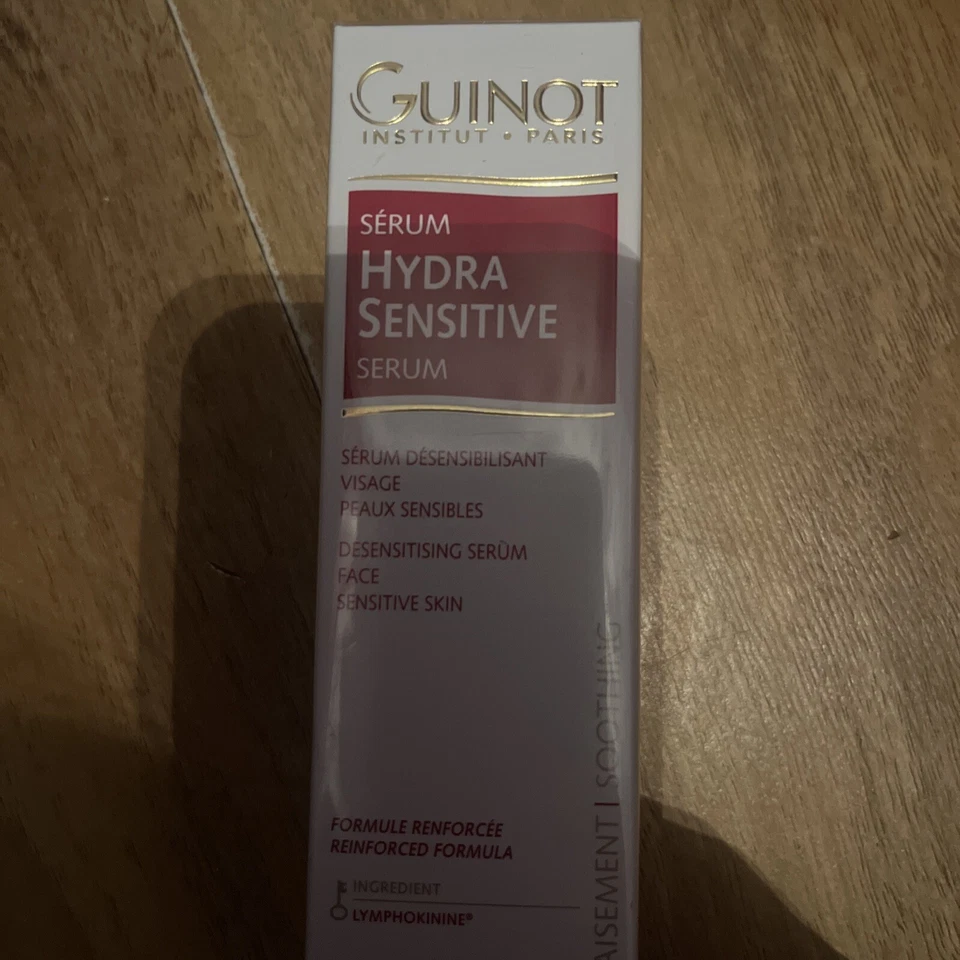 GUINOT
INSTITUT • PARIS
SÉRUM
HYDRA
SENSITIVE
SERUM
SÉRUM DÉSENSIBILISANT
VISAGE
PEAUX SENSIBLES
DESENSITISING SERUM
FACE
SENSITIVE SKIN
FORMULE RENFORCÉE
REINFORCED FORMULA
INGREDIENT
LYMPHOKININE®
AISEMENT | SOOTHING